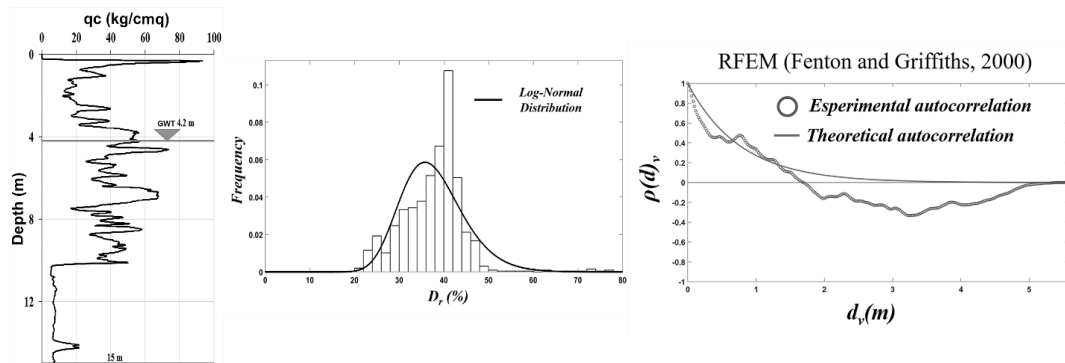 qc (kg/cmq)
0 20 40 60 80 100
0
4
8
12
Depth (m)
GWT 4.2 m
15 m
0.1
0.08
0.06
0.04
0.02
0
Frequency
Log-Normal
Distribution
0 10 20 30 40 50 60 70 80
Dr (%)
RFEM (Fenton and Griffiths, 2000)
Esperimental autocorrelation
Theoretical autocorrelation
1
0.8
0.6
0.4
0.2
0
-0.2
-0.4
-0.6
-0.8
-1
ρ(d)v
0 1 2 3 4 5
dv(m)